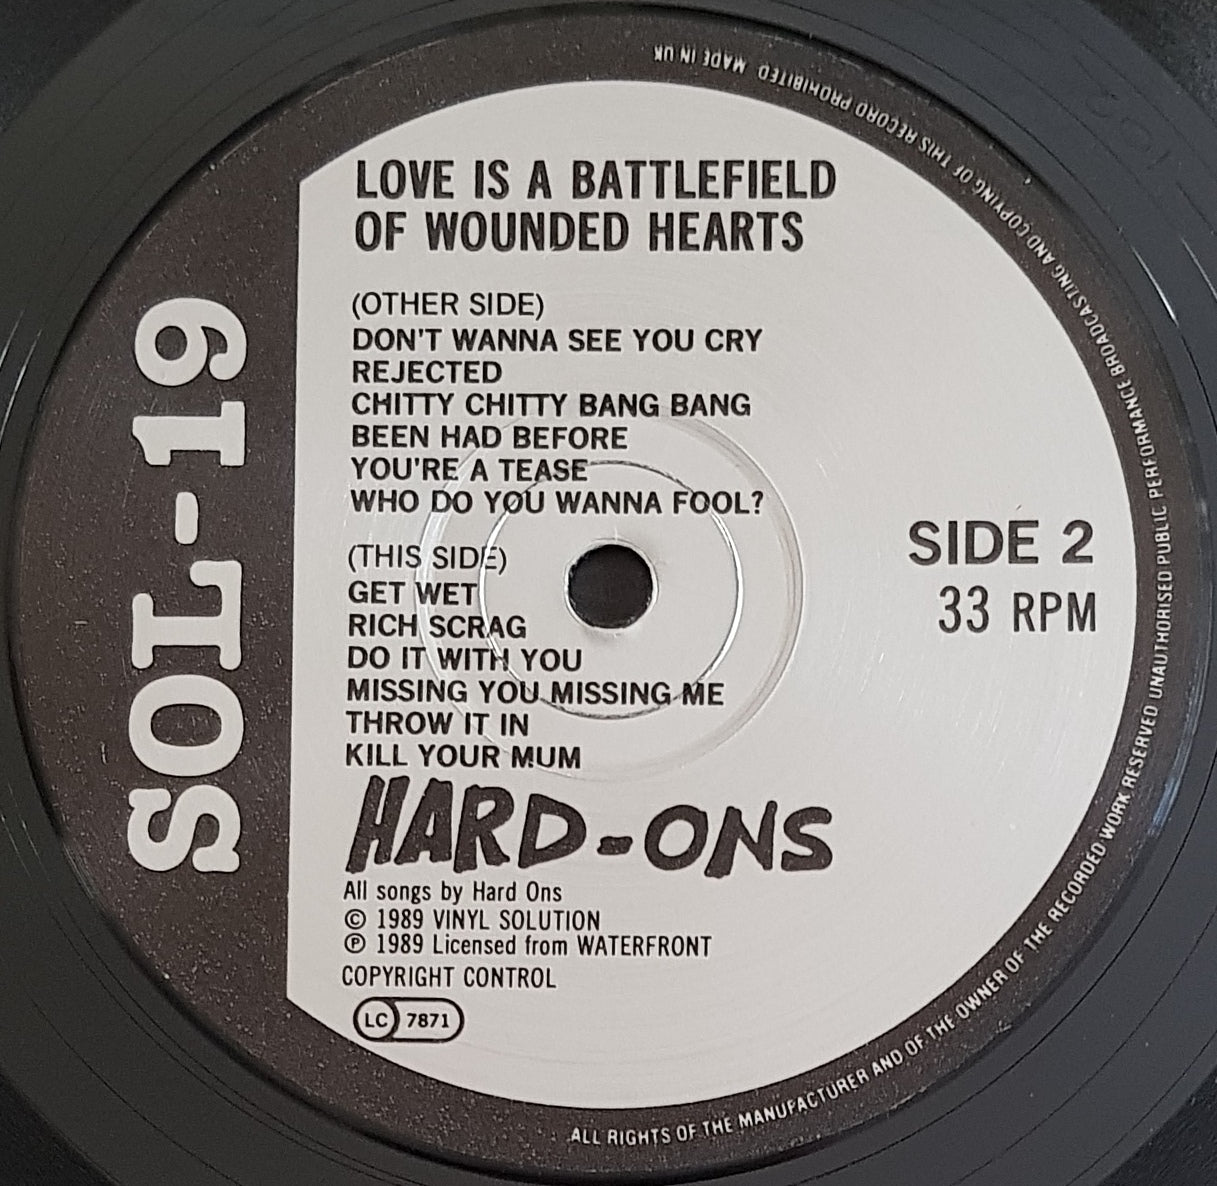 LOVE IS A BATTLEFIELD
OF WOUNDED HEARTS
(OTHER SIDE)
DON'T WANNA SEE YOU CRY
REJECTED
CHITTY CHITTY BANG BANG
BEEN HAD BEFORE
YOU'RE A TEASE
WHO DO YOU WANNA FOOL?
(THIS SIDE)
GET WET
RICH SCRAG
DO IT WITH YOU
MISSING YOU MISSING ME
THROW IT IN
KILL YOUR MUM
HARD-ONS
All songs by Hard Ons
© 1989 VINYL SOLUTION
℗ 1989 Licensed from WATERFRONT
COPYRIGHT CONTROL
LC 7871
SOL-19
SIDE 2
33 RPM
ALL RIGHTS OF THE MANUFACTURER AND OF THE OWNER OF THE RECORDED WORK RESERVED UNAUTHORISED PUBLIC PERFORMANCE BROADCASTING AND COPYING OF THIS RECORD PROHIBITED MADE IN UK